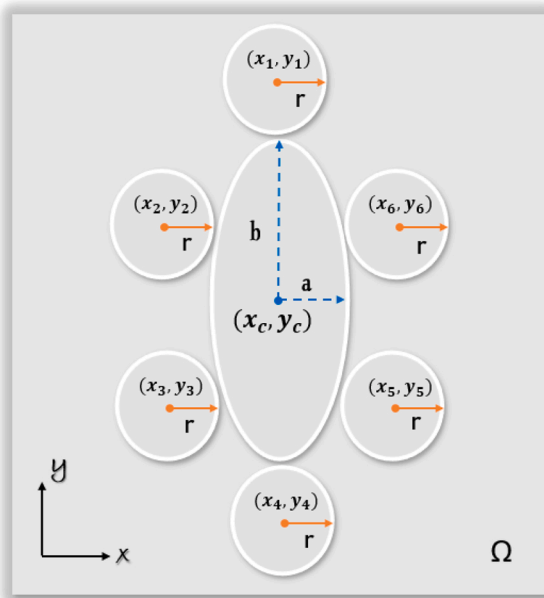 (x₁, y₁)
r
(x₂, y₂)
r
(x₆, y₆)
r
b
a
(x_c, y_c)
(x₃, y₃)
r
(x₅, y₅)
r
(x₄, y₄)
r
y
x
Ω